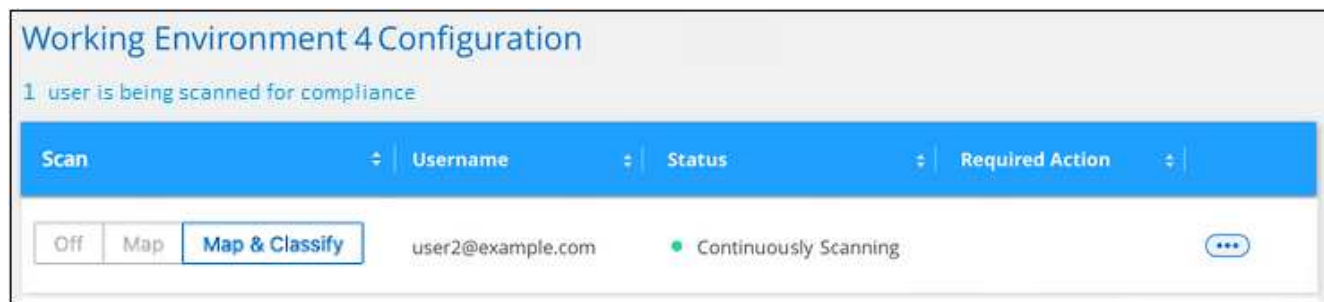 Working Environment 4 Configuration
1 user is being scanned for compliance
Scan Username Status Required Action
Off Map Map & Classify user2@example.com Continuously Scanning